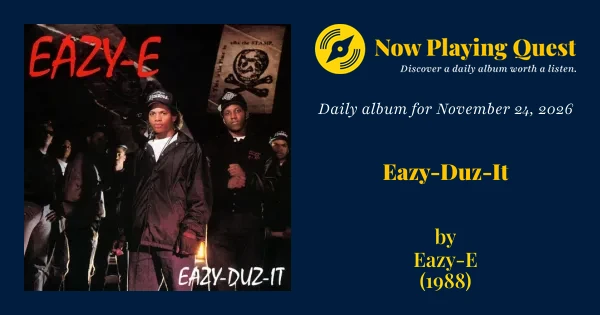 EAZY-E
EAZY-DUZ-IT
Now Playing Quest
Discover a daily album worth a listen.
Daily album for November 24, 2026
Eazy-Duz-It
by
Eazy-E
(1988)